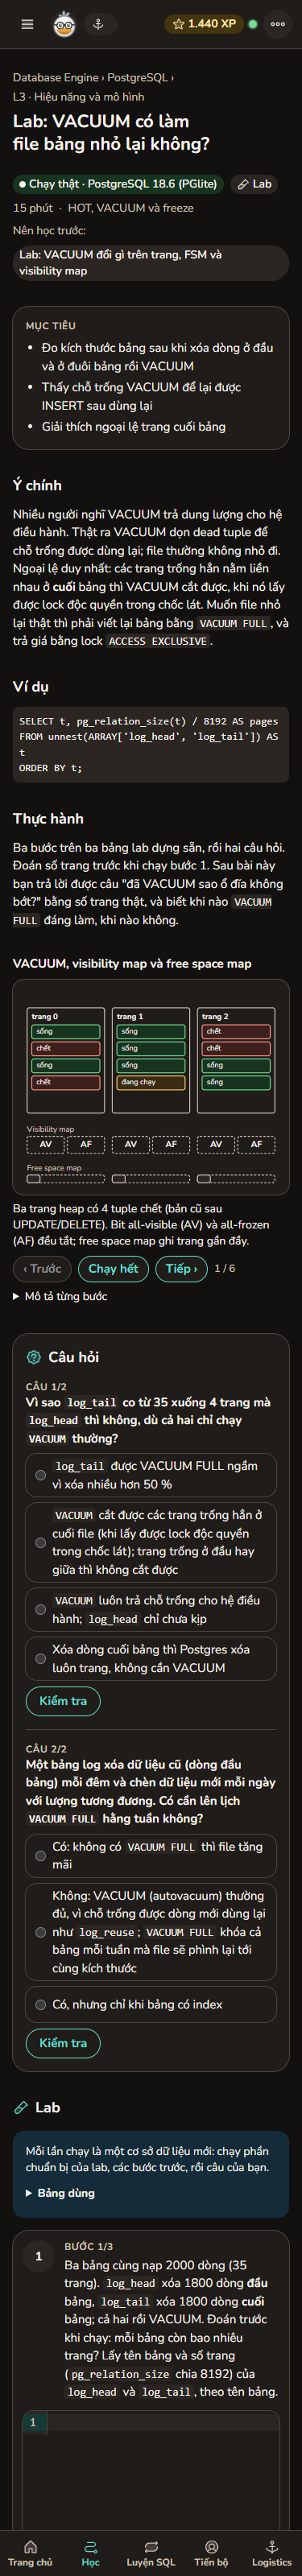 1.440 XP
Database Engine › PostgreSQL ›
L3 · Hiệu năng và mô hình
Lab: VACUUM có làm
file bảng nhỏ lại không?
Chạy thật · PostgreSQL 18.6 (PGlite)
Lab
15 phút · HOT, VACUUM và freeze
Nên học trước:
Lab: VACUUM đổi gì trên trang, FSM và
visibility map
MỤC TIÊU
• Đo kích thước bảng sau khi xóa dòng ở đầu
và ở đuôi bảng rồi VACUUM
• Thấy chỗ trống VACUUM để lại được
INSERT sau dùng lại
• Giải thích ngoại lệ trang cuối bảng
Ý chính
Nhiều người nghĩ VACUUM trả dung lượng cho hệ
điều hành. Thật ra VACUUM dọn dead tuple để
chỗ trống được dùng lại; file thường không nhỏ đi.
Ngoại lệ duy nhất: các trang trống hẳn nằm liền
nhau ở cuối bảng thì VACUUM cắt được, khi nó lấy
được lock độc quyền trong chốc lát. Muốn file nhỏ
lại thật thì phải viết lại bảng bằng VACUUM FULL, và
trả giá bằng lock ACCESS EXCLUSIVE.
Ví dụ
SELECT t, pg_relation_size(t) / 8192 AS pages
FROM unnest(ARRAY['log_head', 'log_tail']) AS
t
ORDER BY t;
Thực hành
Ba bước trên ba bảng lab dựng sẵn, rồi hai câu hỏi.
Đoán số trang trước khi chạy bước 1. Sau bài này
bạn trả lời được câu "đã VACUUM sao ổ đĩa không
bớt?" bằng số trang thật, và biết khi nào VACUUM
FULL đáng làm, khi nào không.
VACUUM, visibility map và free space map
trang 0
trang 1
trang 2
sống
sống
chết
chết
sống
chết
sống
sống
sống
chết
đang chạy
sống
Visibility map
AV
AF
AV
AF
AV
AF
Free space map
Ba trang heap có 4 tuple chết (bản cũ sau
UPDATE/DELETE). Bit all-visible (AV) và all-frozen
(AF) đều tắt; free space map ghi trang gần đầy.
‹ Trước
Chạy hết
Tiếp ›
1 / 6
▶ Mô tả từng bước
Câu hỏi
CÂU 1/2
Vì sao log_tail co từ 35 xuống 4 trang mà
log_head thì không, dù cả hai chỉ chạy
VACUUM thường?
log_tail được VACUUM FULL ngầm
vì xóa nhiều hơn 50 %
VACUUM cắt được các trang trống hẳn ở
cuối file (khi lấy được lock độc quyền
trong chốc lát); trang trống ở đầu hay
giữa thì không cắt được
VACUUM luôn trả chỗ trống cho hệ điều
hành; log_head chỉ chưa kịp
Xóa dòng cuối bảng thì Postgres xóa
luôn trang, không cần VACUUM
Kiểm tra
CÂU 2/2
Một bảng log xóa dữ liệu cũ (dòng đầu
bảng) mỗi đêm và chèn dữ liệu mới mỗi ngày
với lượng tương đương. Có cần lên lịch
VACUUM FULL hằng tuần không?
Có: không có VACUUM FULL thì file tăng
mãi
Không: VACUUM (autovacuum) thường
đủ, vì chỗ trống được dòng mới dùng lại
như log_reuse; VACUUM FULL khóa cả
bảng mỗi tuần mà file sẽ phình lại tới
cùng kích thước
Có, nhưng chỉ khi bảng có index
Kiểm tra
Lab
Mỗi lần chạy là một cơ sở dữ liệu mới: chạy phần
chuẩn bị của lab, các bước trước, rồi câu của bạn.
▶ Bảng dùng
1
BƯỚC 1/3
Ba bảng cùng nạp 2000 dòng (35
trang). log_head xóa 1800 dòng đầu
bảng, log_tail xóa 1800 dòng cuối
bảng; cả hai rồi VACUUM. Đoán trước
khi chạy: mỗi bảng còn bao nhiêu
trang? Lấy tên bảng và số trang
(pg_relation_size chia 8192) của
log_head và log_tail, theo tên bảng.
1
Trang chủ
Học
Luyện SQL
Tiến bộ
Logistics